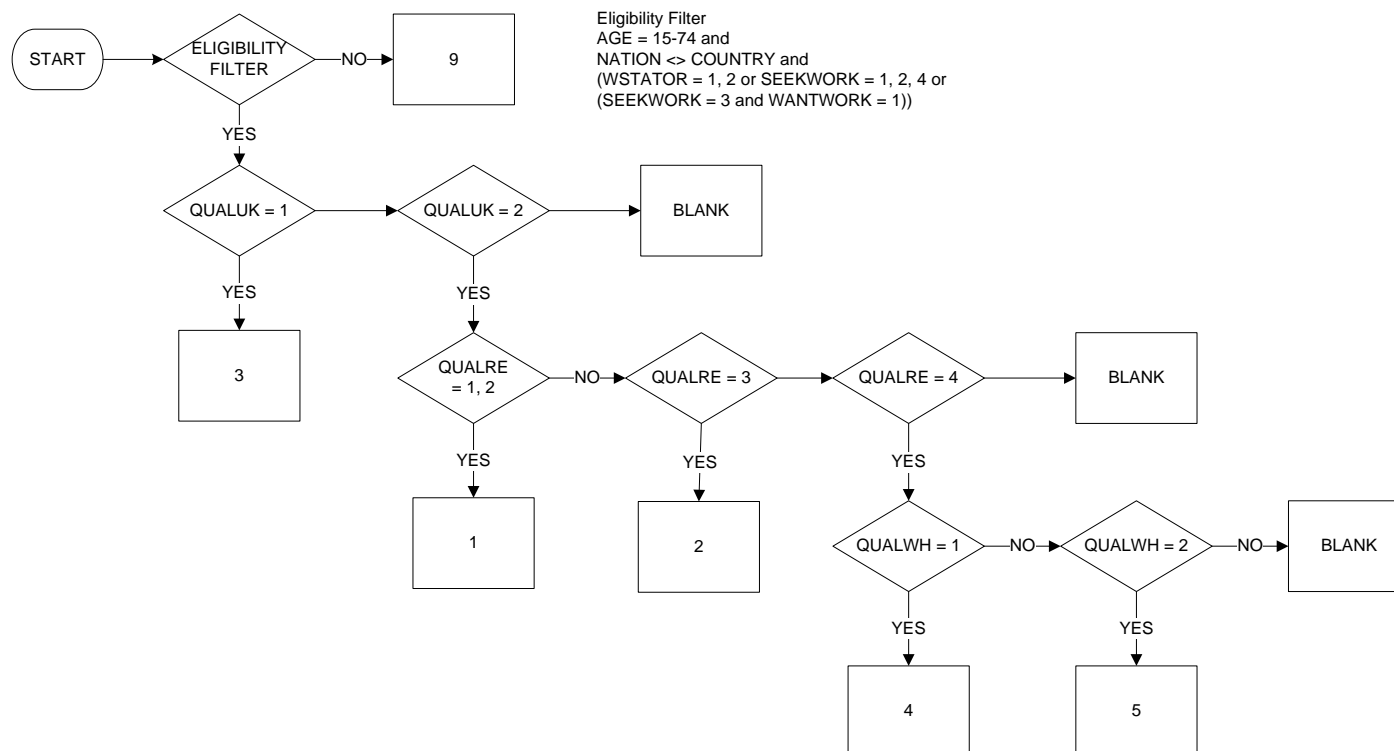 Eligibility Filter
AGE = 15-74 and
NATION <> COUNTRY and
(WSTATOR = 1, 2 or SEEKWORK = 1, 2, 4 or
(SEEKWORK = 3 and WANTWORK = 1))
START
ELIGIBILITY
FILTER
NO
9
YES
QUALUK = 1
QUALUK = 2
BLANK
YES
YES
3
QUALRE
= 1, 2
NO
QUALRE = 3
QUALRE = 4
BLANK
YES
YES
YES
1
2
QUALWH = 1
NO
QUALWH = 2
NO
BLANK
YES
YES
4
5